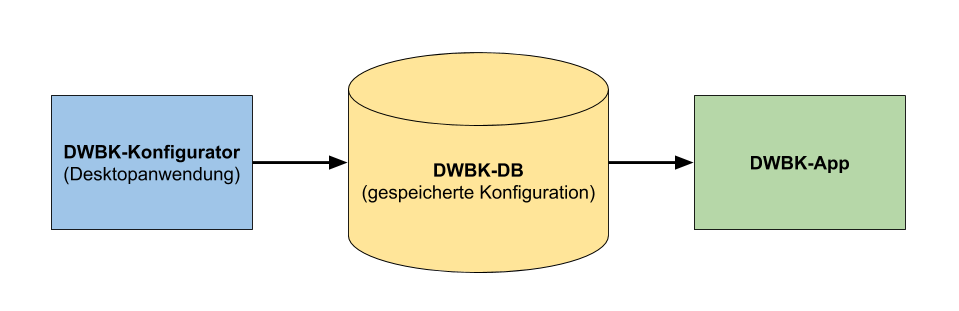 DWBK-Konfigurator
(Desktopanwendung)
DWBK-DB
(gespeicherte Konfiguration)
DWBK-App